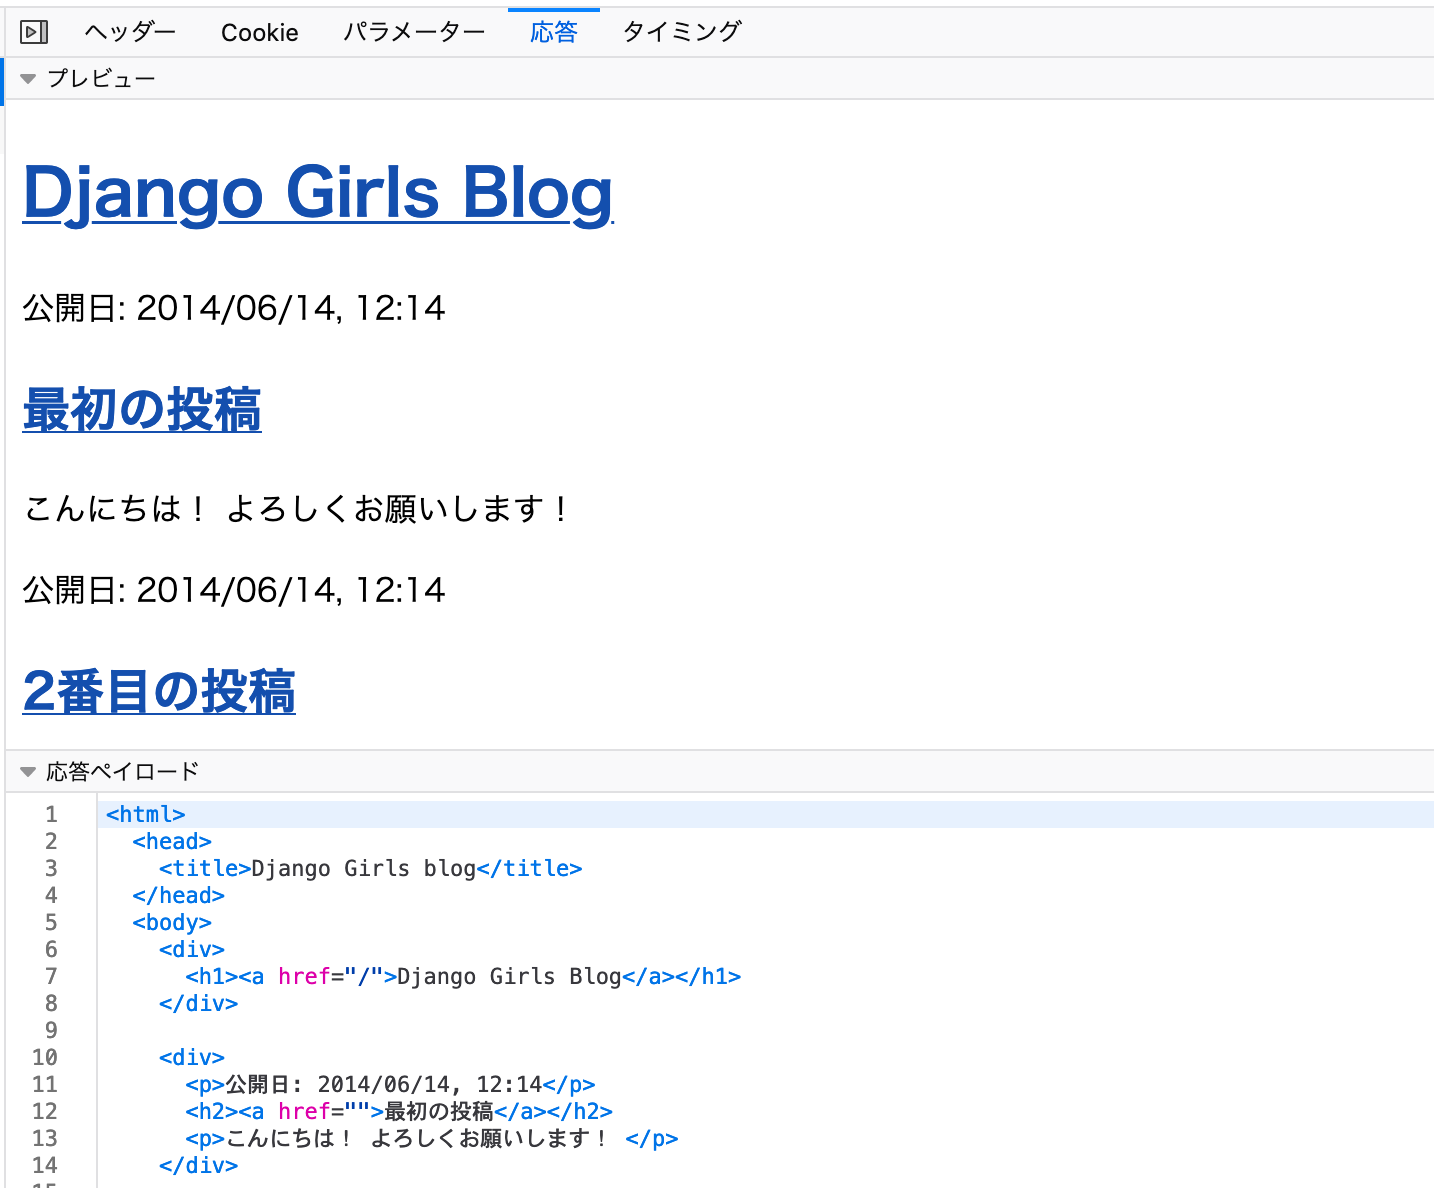 ヘッダー Cookie パラメーター 応答 タイミング
プレビュー
Django Girls Blog
公開日: 2014/06/14, 12:14
最初の投稿
こんにちは！ よろしくお願いします！
公開日: 2014/06/14, 12:14
2番目の投稿
応答ペイロード
1 <html>
2 <head>
3 <title>Django Girls blog</title>
4 </head>
5 <body>
6 <div>
7 <h1><a href="/">Django Girls Blog</a></h1>
8 </div>
9
10 <div>
11 <p>公開日: 2014/06/14, 12:14</p>
12 <h2><a href="">最初の投稿</a></h2>
13 <p>こんにちは！ よろしくお願いします！ </p>
14 </div>